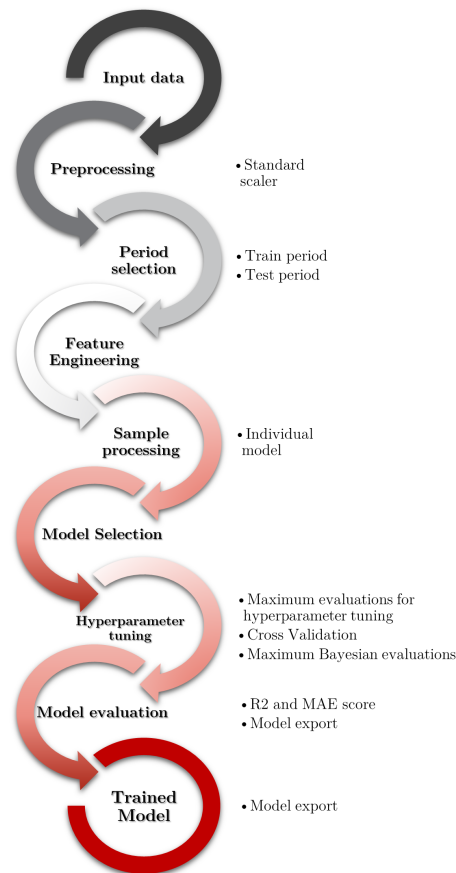 Input data
Preprocessing
• Standard
scaler
Period
selection
• Train period
• Test period
Feature
Engineering
Sample
processing
• Individual
model
Model Selection
Hyperparameter
tuning
• Maximum evaluations for
hyperparameter tuning
• Cross Validation
• Maximum Bayesian evaluations
Model evaluation
• R2 and MAE score
• Model export
Trained
Model
• Model export